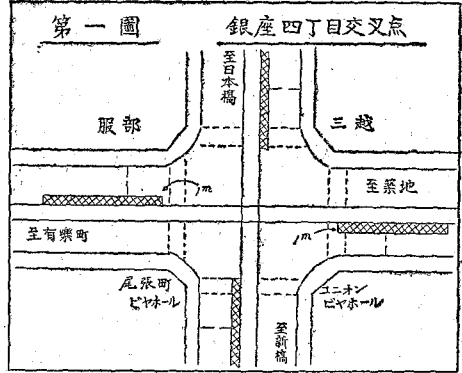 第一圖
銀座四丁目交叉点
至日本橋
服部
三越
m
至築地
至有樂町
1m
尾張町
ビヤホール
ユニオン
ビヤホール
至新橋